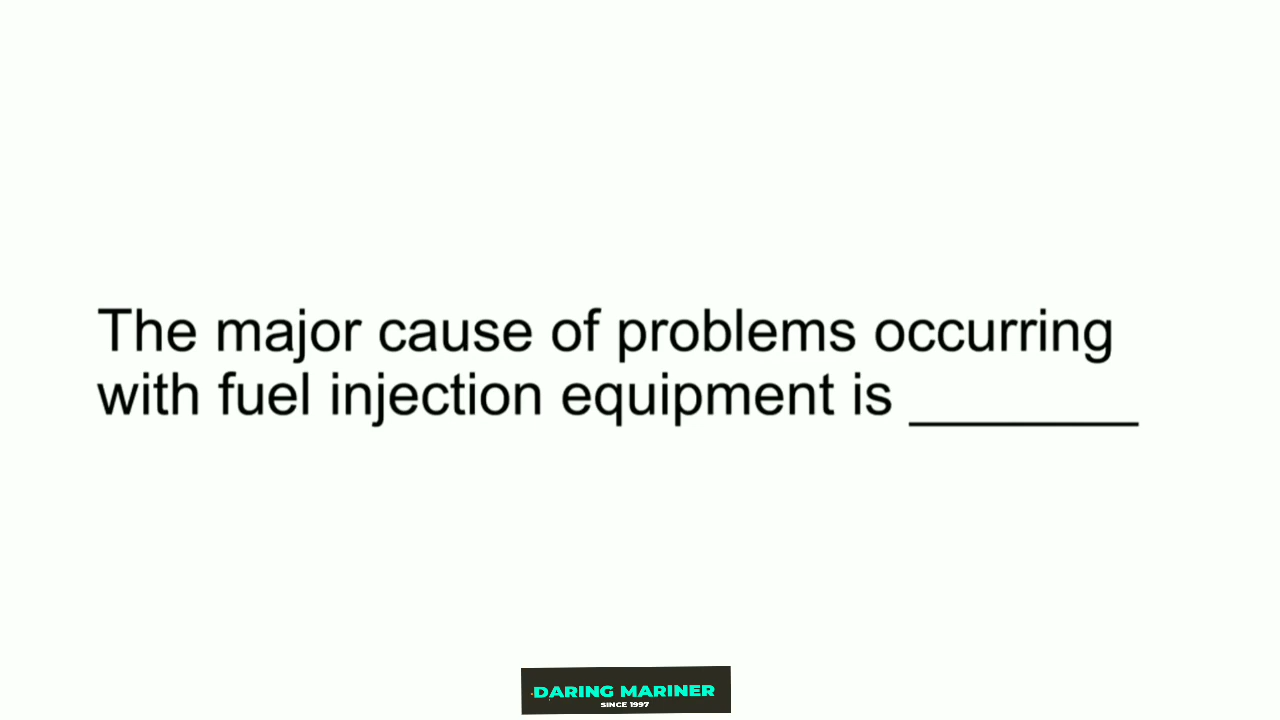 The major cause of problems occurring
with fuel injection equipment is ________
DARING MARINER
SINCE 1997